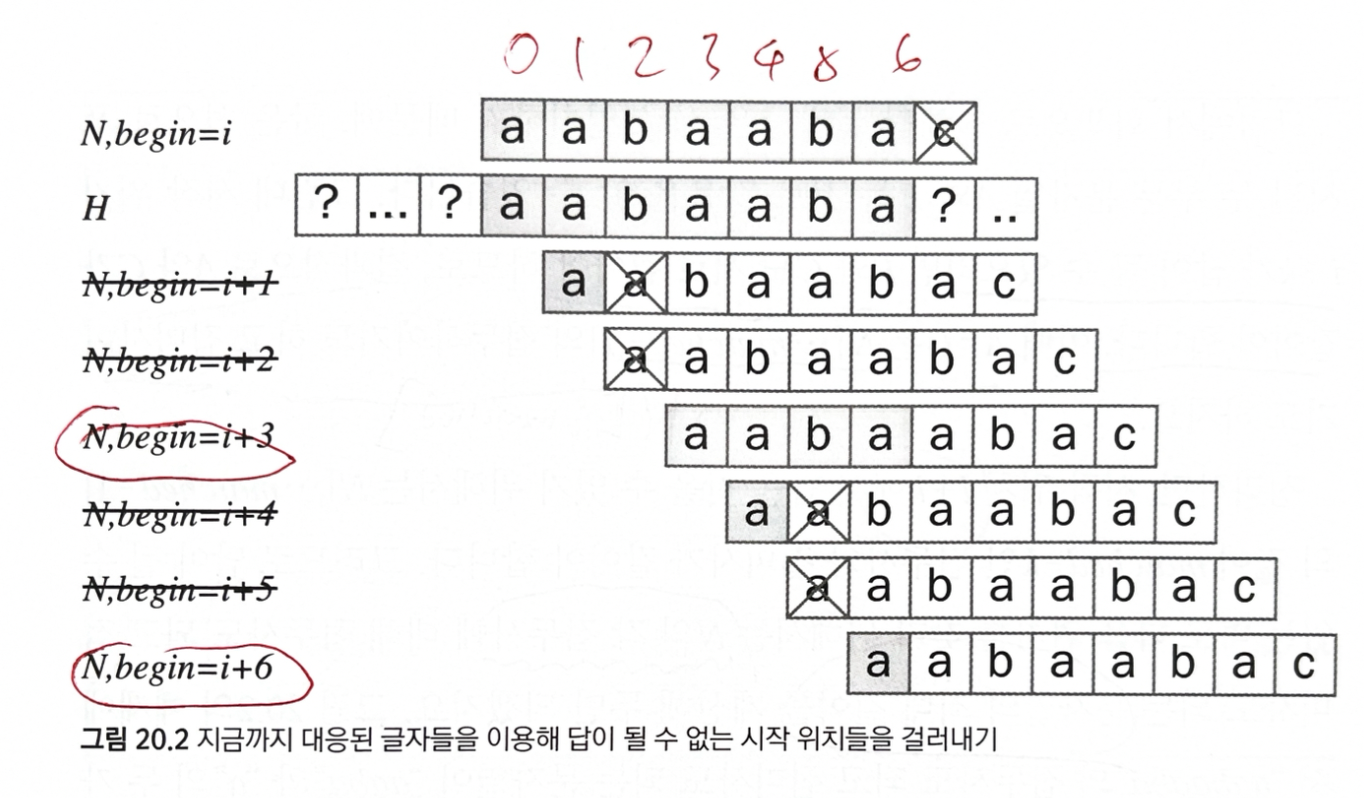 0 1 2 3 4 5 6
N,begin=i a a b a a b a c
H ? ... ? a a b a a b a ? ..
N,begin=i+1 a a b a a b a c
N,begin=i+2 a a b a a b a c
N,begin=i+3 a a b a a b a c
N,begin=i+4 a a b a a b a c
N,begin=i+5 a a b a a b a c
N,begin=i+6 a a b a a b a c
그림 20.2 지금까지 대응된 글자들을 이용해 답이 될 수 없는 시작 위치들을 걸러내기